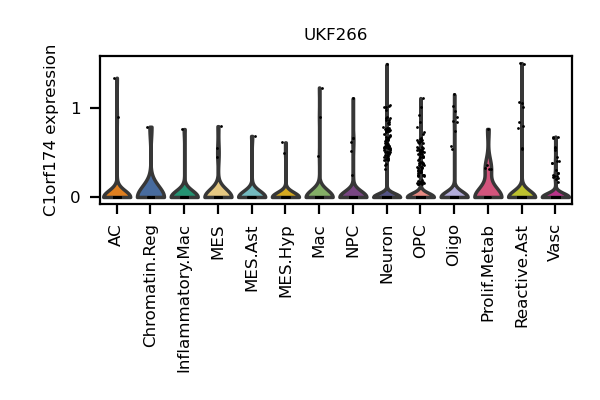 UKF266
C1orf174 expression
1
0
AC
Chromatin.Reg
Inflammatory.Mac
MES
MES.Ast
MES.Hyp
Mac
NPC
Neuron
OPC
Oligo
Prolif.Metab
Reactive.Ast
Vasc